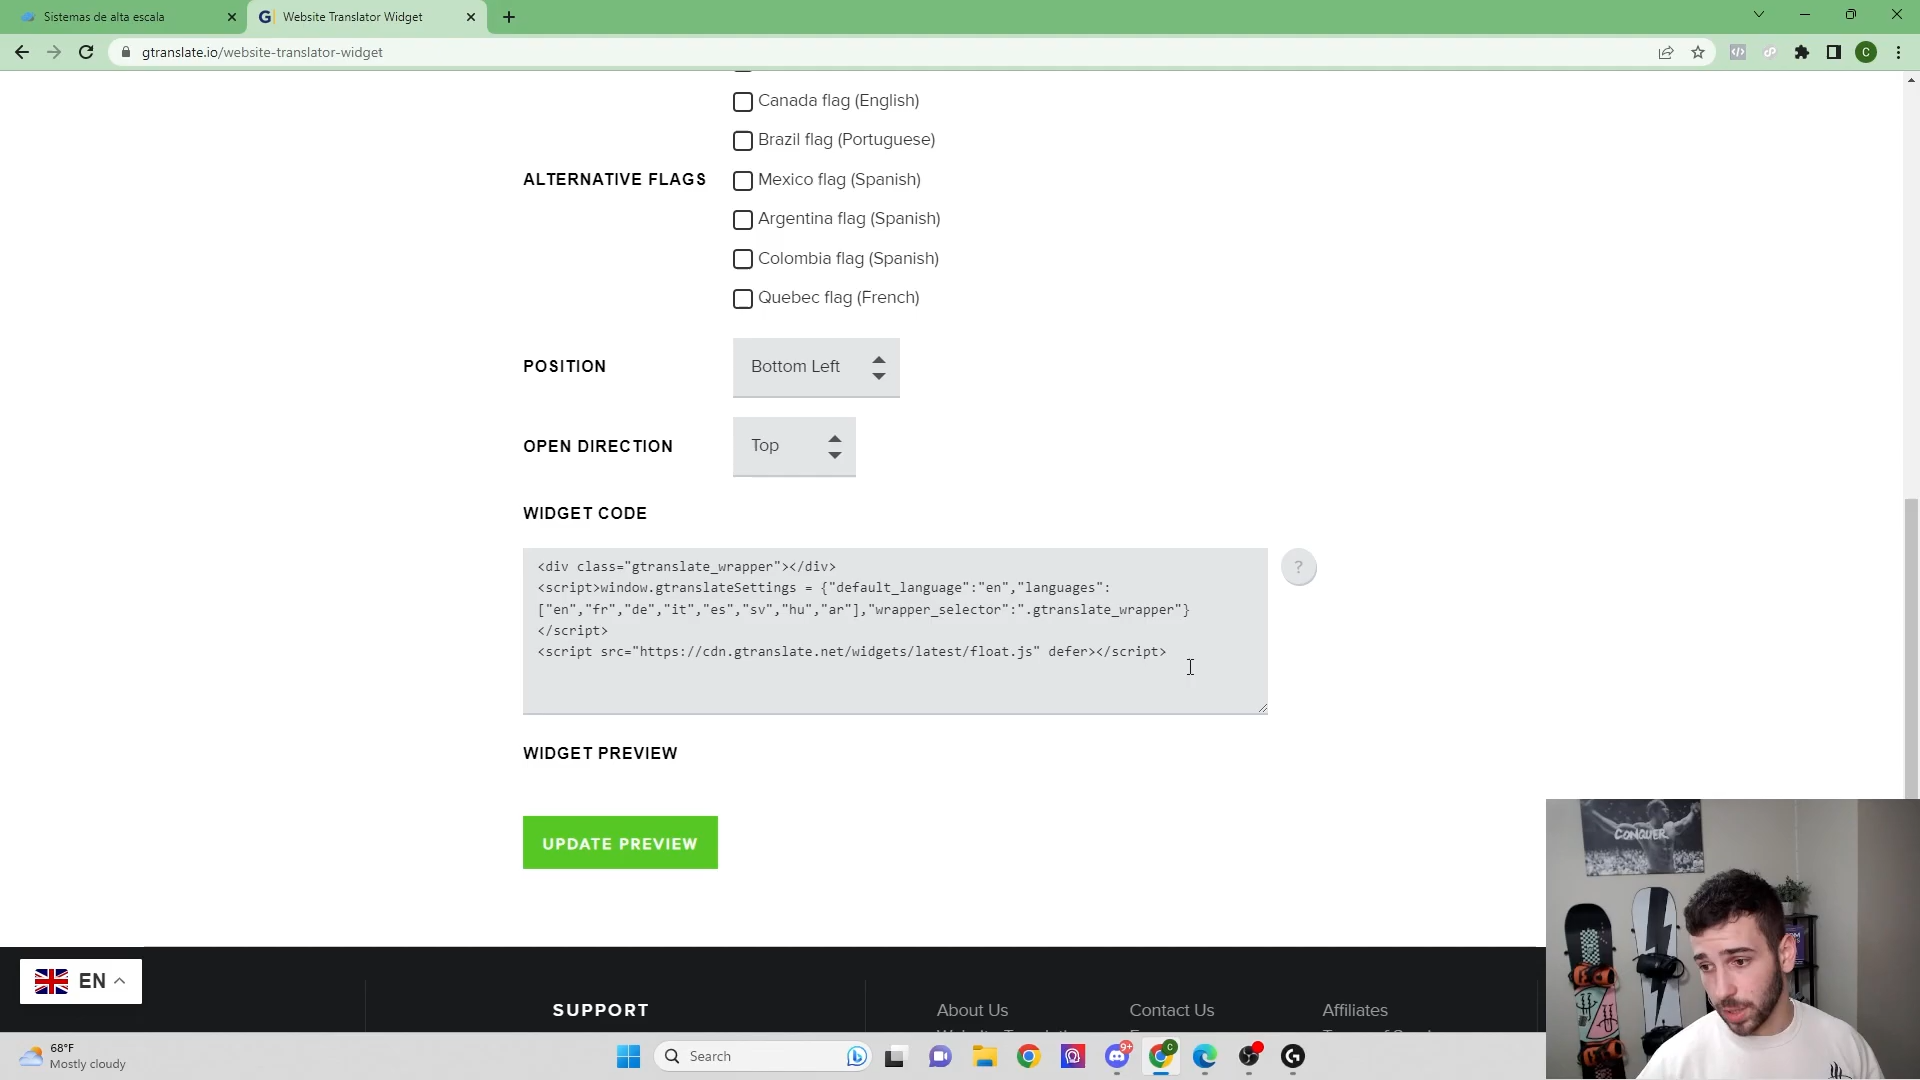 Sistemas de alta escala
Website Translator Widget
gtranslate.io/website-translator-widget
C
Canada flag (English)
Brazil flag (Portuguese)
ALTERNATIVE FLAGS
Mexico flag (Spanish)
Argentina flag (Spanish)
Colombia flag (Spanish)
Quebec flag (French)
POSITION
Bottom Left
OPEN DIRECTION
Top
WIDGET CODE
<div class="gtranslate_wrapper"></div>
<script>window.gtranslateSettings = {"default_language":"en","languages":
["en","fr","de","it","es","sv","hu","ar"],"wrapper_selector":".gtranslate_wrapper"}
</script>
<script src="https://cdn.gtranslate.net/widgets/latest/float.js" defer></script>
?
WIDGET PREVIEW
UPDATE PREVIEW
CONQUER
EN
SUPPORT
About Us
Contact Us
Affiliates
68°F
Mostly cloudy
Search
9+
C